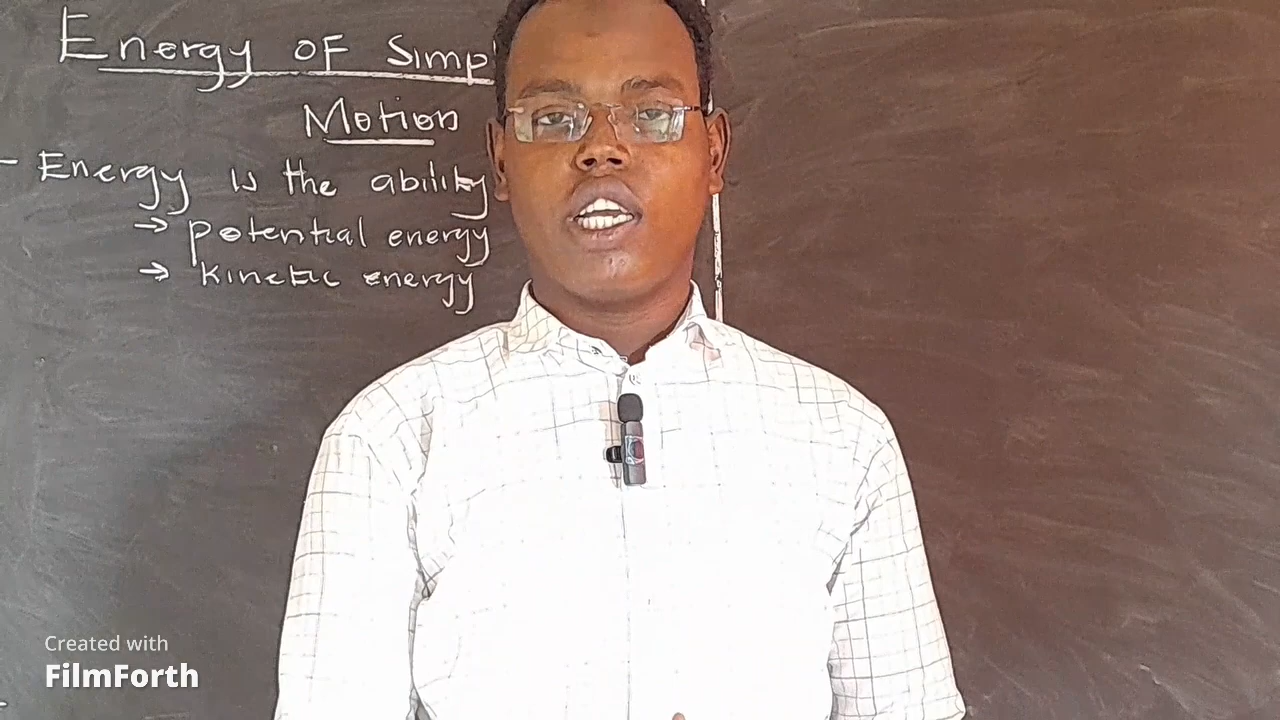 Energy of Simp
Motion
- Energy is the ability
→ potential energy
→ kinetic energy
Created with
FilmForth